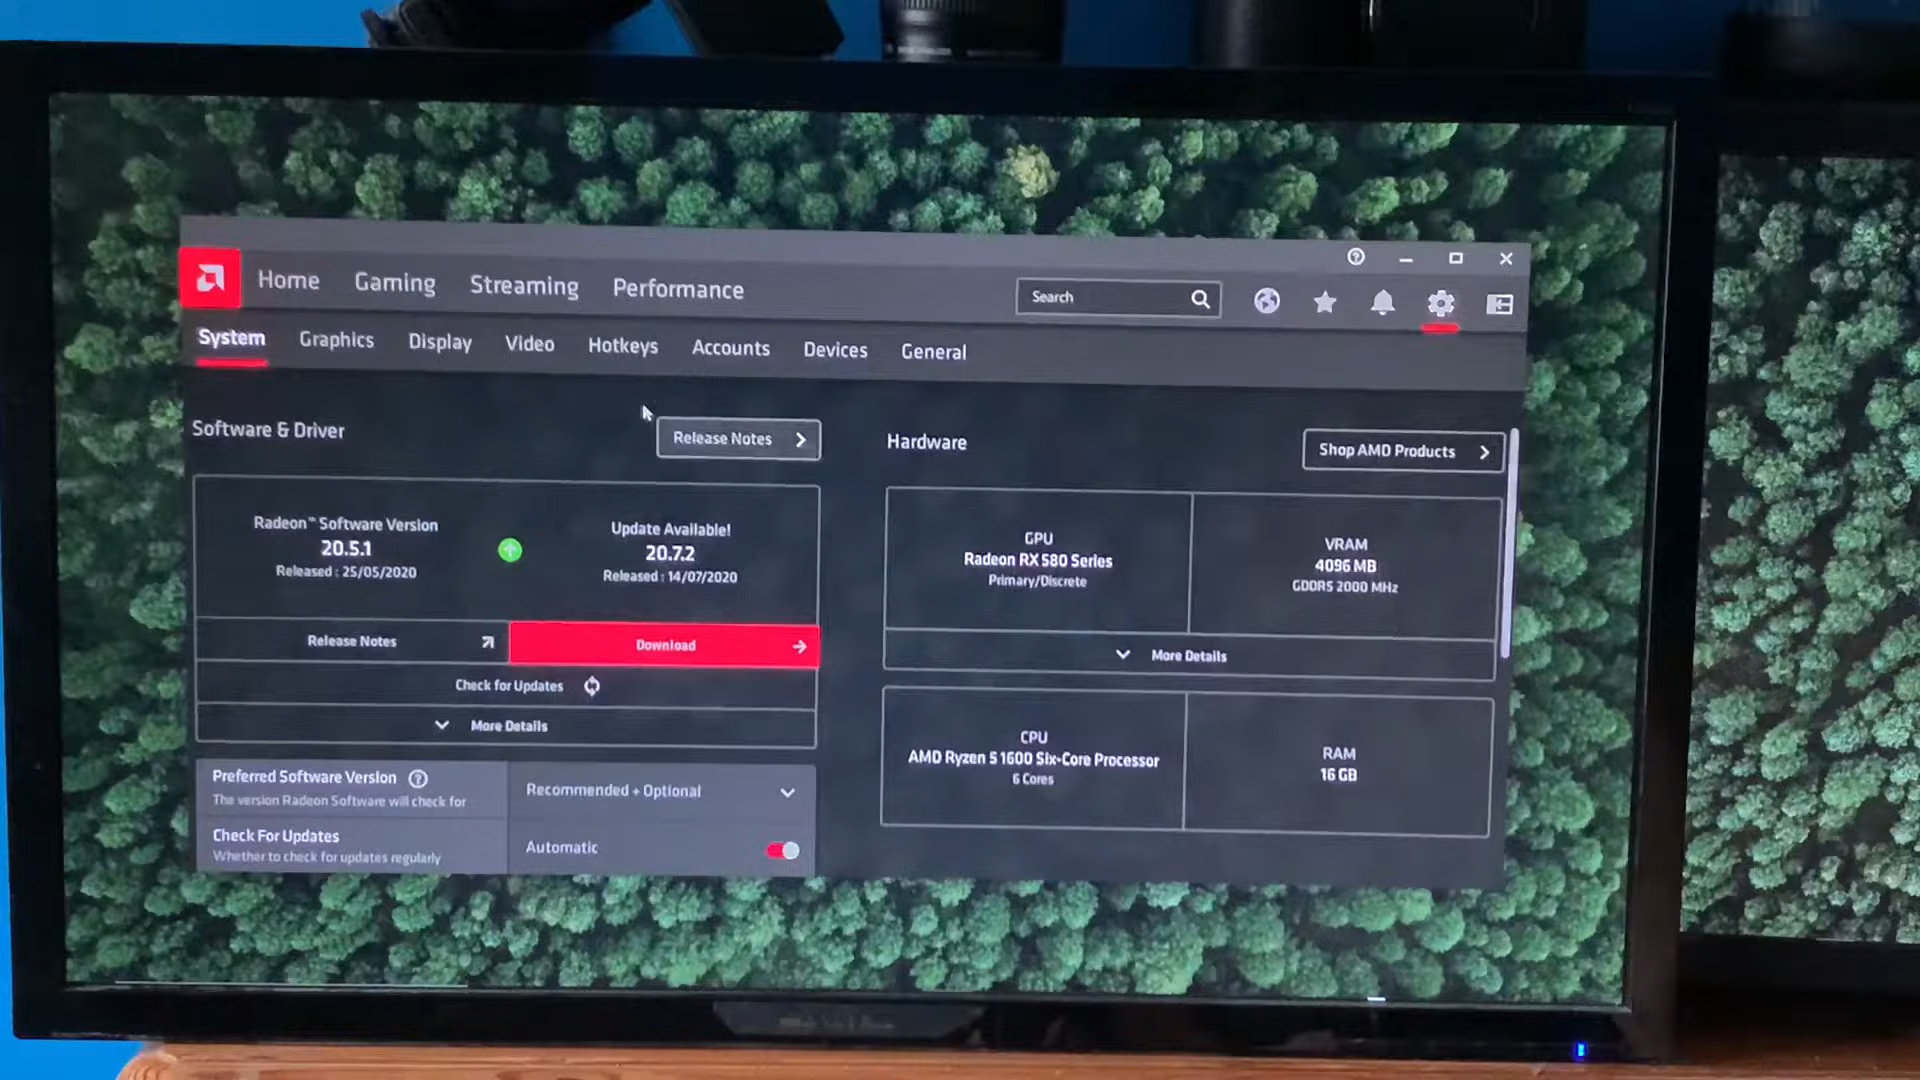 Home
Gaming
Streaming
Performance
Search
System
Graphics
Display
Video
Hotkeys
Accounts
Devices
General
Software & Driver
Release Notes
Radeon™ Software Version
20.5.1
Released : 25/05/2020
Update Available!
20.7.2
Released : 14/07/2020
Release Notes
Download
Check for Updates
More Details
Preferred Software Version
The version Radeon Software will check for
Recommended + Optional
Check For Updates
Whether to check for updates regularly
Automatic
Hardware
Shop AMD Products
GPU
Radeon RX 580 Series
Primary/Discrete
VRAM
4096 MB
GDDR5 2000 MHz
More Details
CPU
AMD Ryzen 5 1600 Six-Core Processor
6 Cores
RAM
16 GB